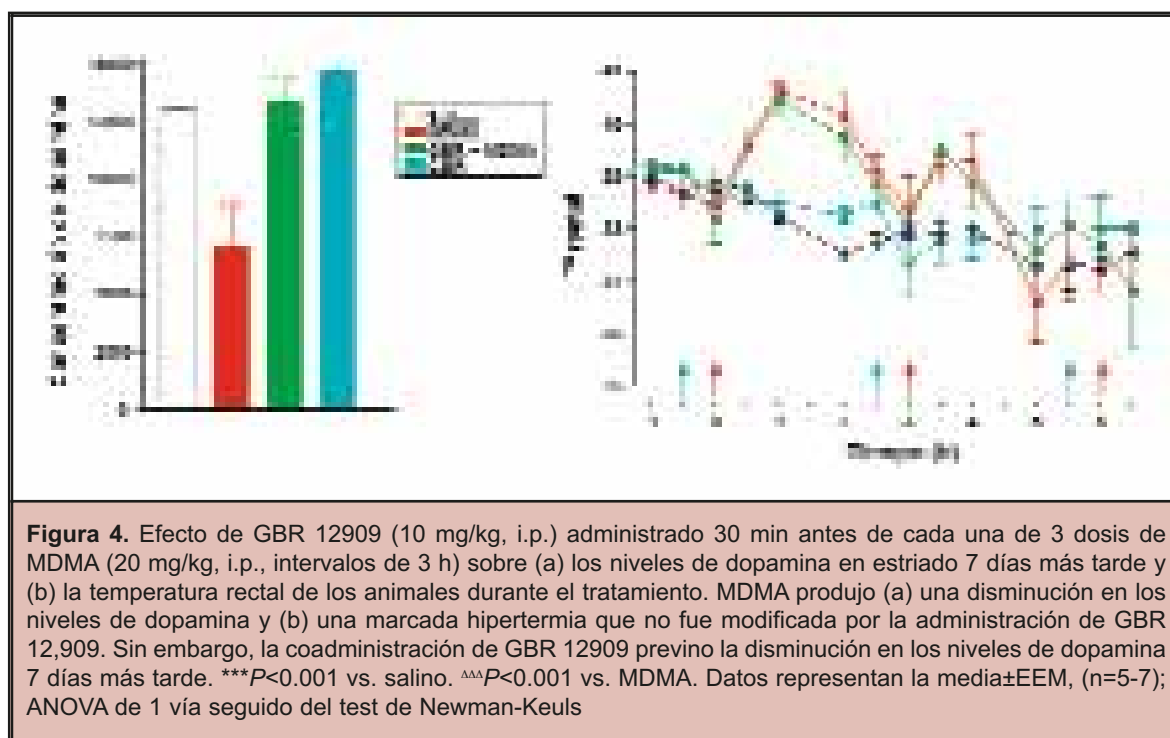 0
Figura 4. Efecto de GBR 12909 (10 mg/kg, i.p.) administrado 30 min antes de cada una de 3 dosis de
MDMA (20 mg/kg, i.p., intervalos de 3 h) sobre (a) los niveles de dopamina en estriado 7 días más tarde y
(b) la temperatura rectal de los animales durante el tratamiento. MDMA produjo (a) una disminución en los
niveles de dopamina y (b) una marcada hipertermia que no fue modificada por la administración de GBR
12,909. Sin embargo, la coadministración de GBR 12909 previno la disminución en los niveles de dopamina
7 días más tarde. ***P<0.001 vs. salino. ᐞᐞᐞP<0.001 vs. MDMA. Datos representan la media±EEM, (n=5-7);
ANOVA de 1 vía seguido del test de Newman-Keuls